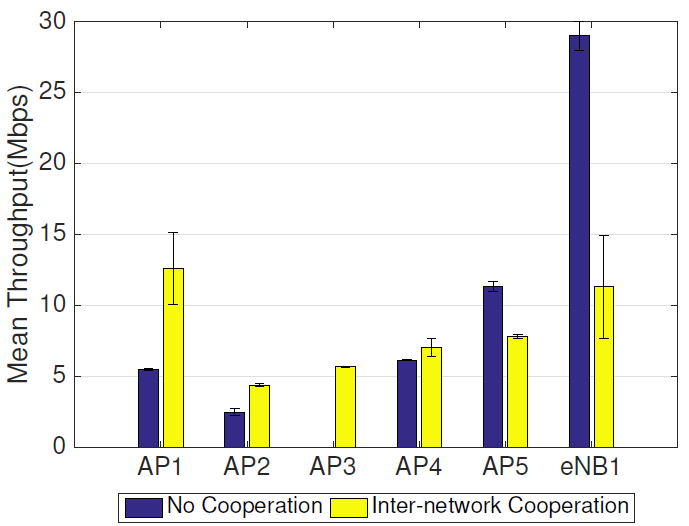 Mean Throughput(Mbps)
30
25
20
15
10
5
0
AP1 AP2 AP3 AP4 AP5 eNB1
No Cooperation Inter-network Cooperation